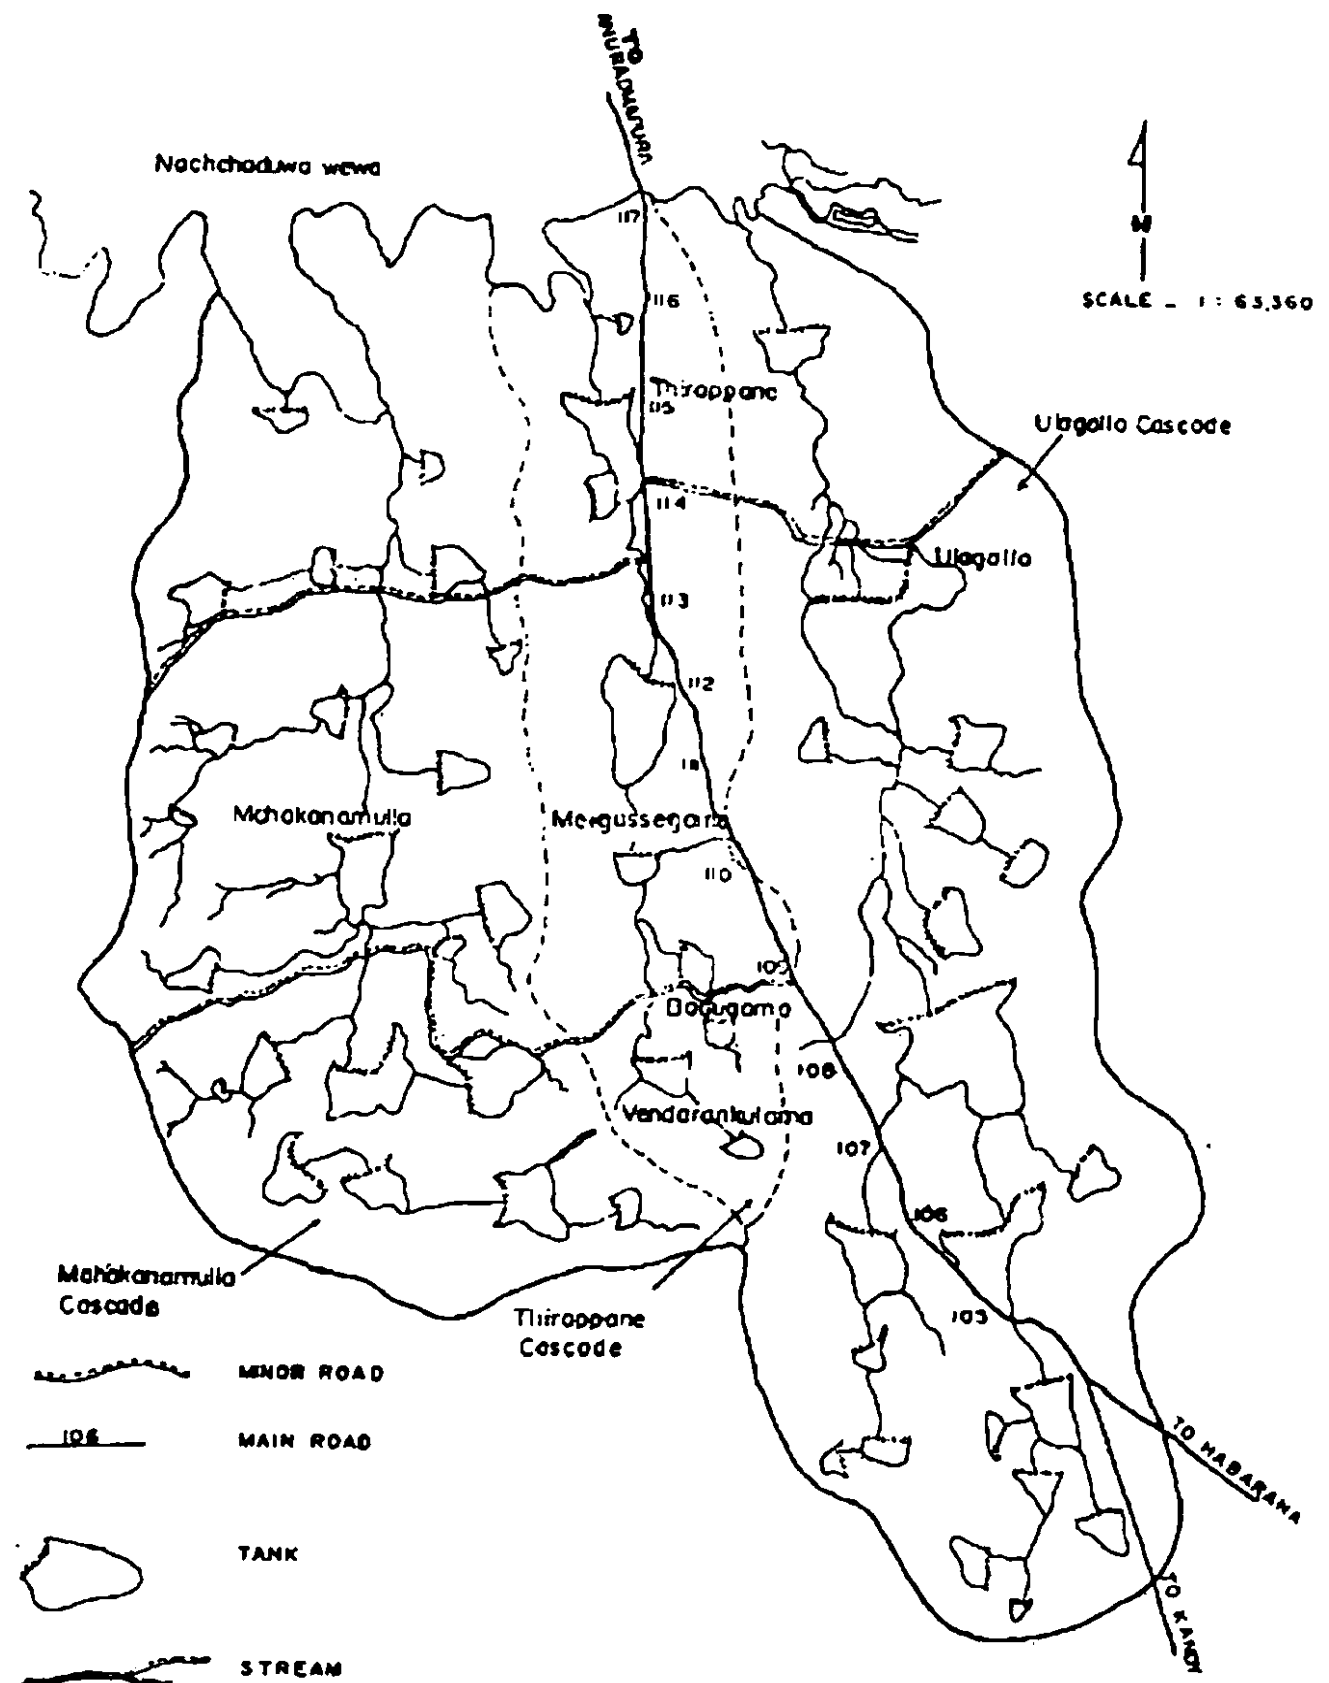 TO
ANURADHAPURA
Nachchaduwa wewa
117
N
116
SCALE - 1 : 63,360
Thirappane
115
Ulagalla Cascade
114
Ulagalla
113
112
111
Mahakanamulla
Meegassegama
110
109
Bodugama
108
Vendarankulama
107
106
Mahakanamulla
Cascade
105
Thirappane
Cascade
MINOR ROAD
TO HABARANA
106
MAIN ROAD
TANK
TO KANDY
STREAM